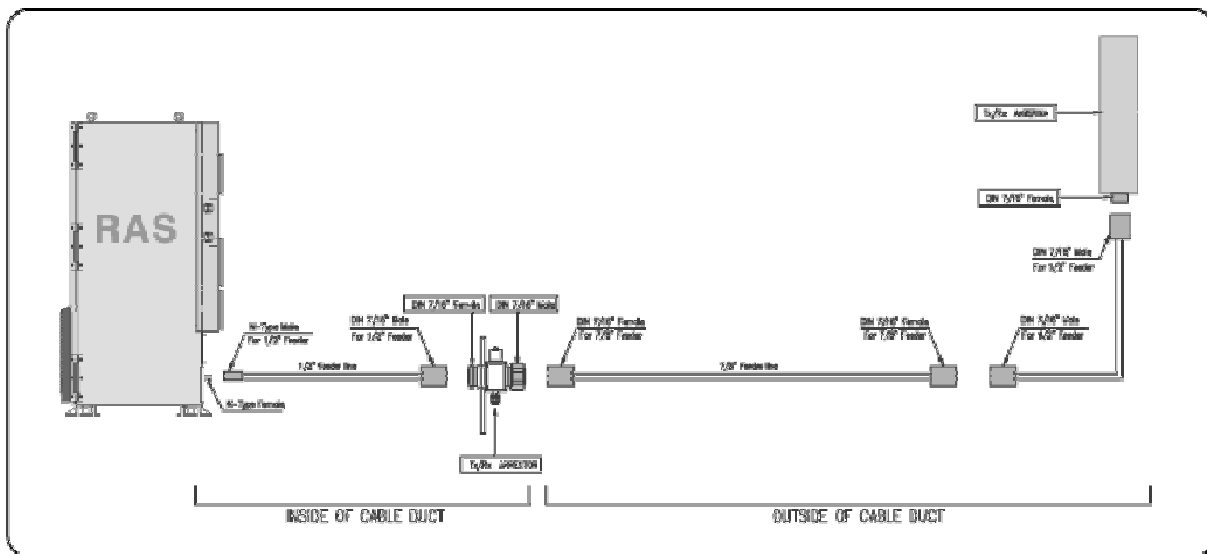 Tx/Rx Antenna
RAS
DIN 7/16" Female
DIN 7/16" Male
For 1/2" Feeder
DIN 7/16" Female
DIN 7/16" Male
N-Type Male
For 1/2" Feeder
DIN 7/16" Male
For 1/2" Feeder
DIN 7/16" Female
For 7/8" Feeder
DIN 7/16" Female
For 7/8" Feeder
DIN 7/16" Male
For 1/2" Feeder
1/2" Feeder line
7/8" Feeder line
N-Type Female
Tx/Rx ARRESTOR
INSIDE OF CABLE DUCT
OUTSIDE OF CABLE DUCT